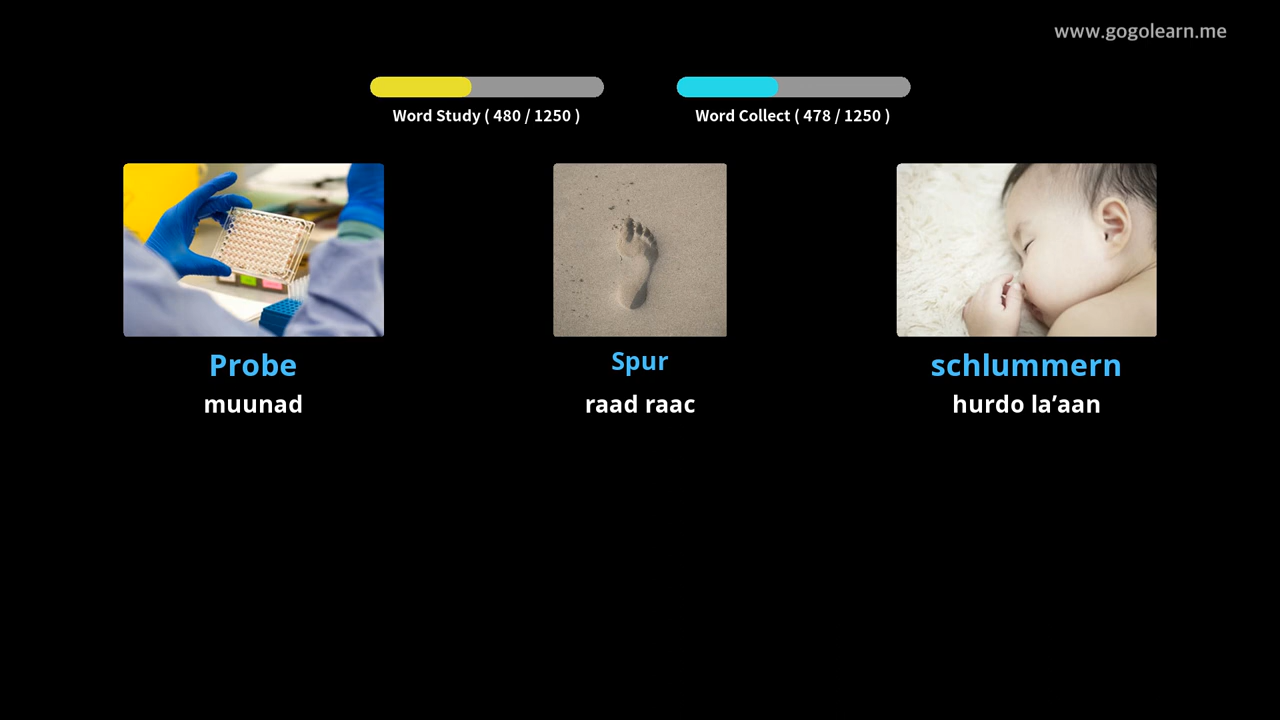 www.gogolearn.me
Word Study ( 480 / 1250 )
Word Collect ( 478 / 1250 )
Probe
Spur
schlummern
muunad
raad raac
hurdo la’aan